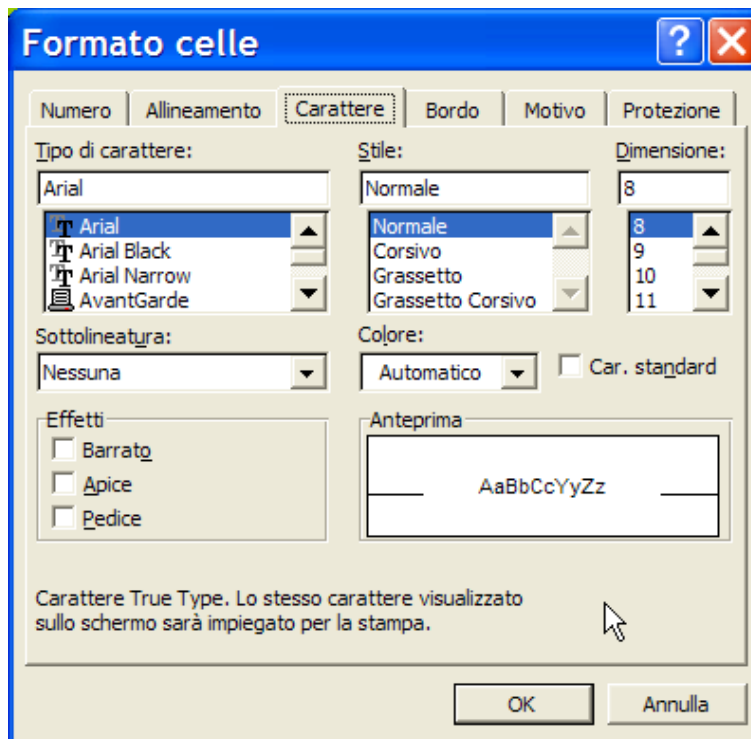 Formato celle
Numero Allineamento Carattere Bordo Motivo Protezione
Tipo di carattere: Stile: Dimensione:
Arial Normale 8
Arial Normale 8
Arial Black Corsivo 9
Arial Narrow Grassetto 10
AvantGarde Grassetto Corsivo 11
Sottolineatura: Colore:
Nessuna Automatico Car. standard
Effetti Anteprima
Barrato
Apice AaBbCcYyZz
Pedice
Carattere True Type. Lo stesso carattere visualizzato
sullo schermo sarà impiegato per la stampa.
OK Annulla